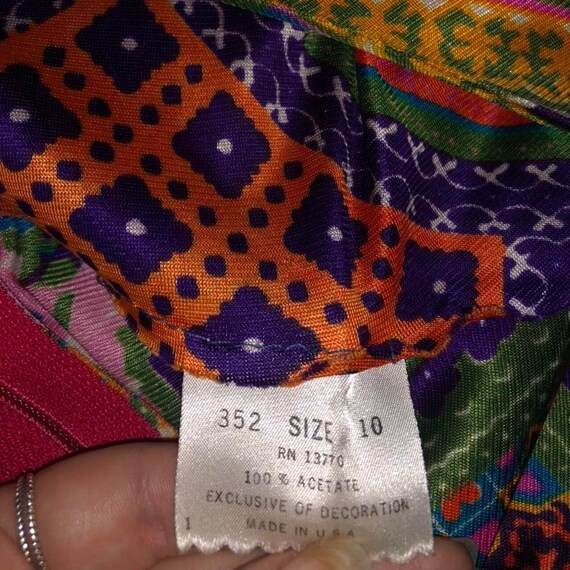 352 SIZE 10
RN 13770
100 % ACETATE
EXCLUSIVE OF DECORATION
1 MADE IN U.S.A